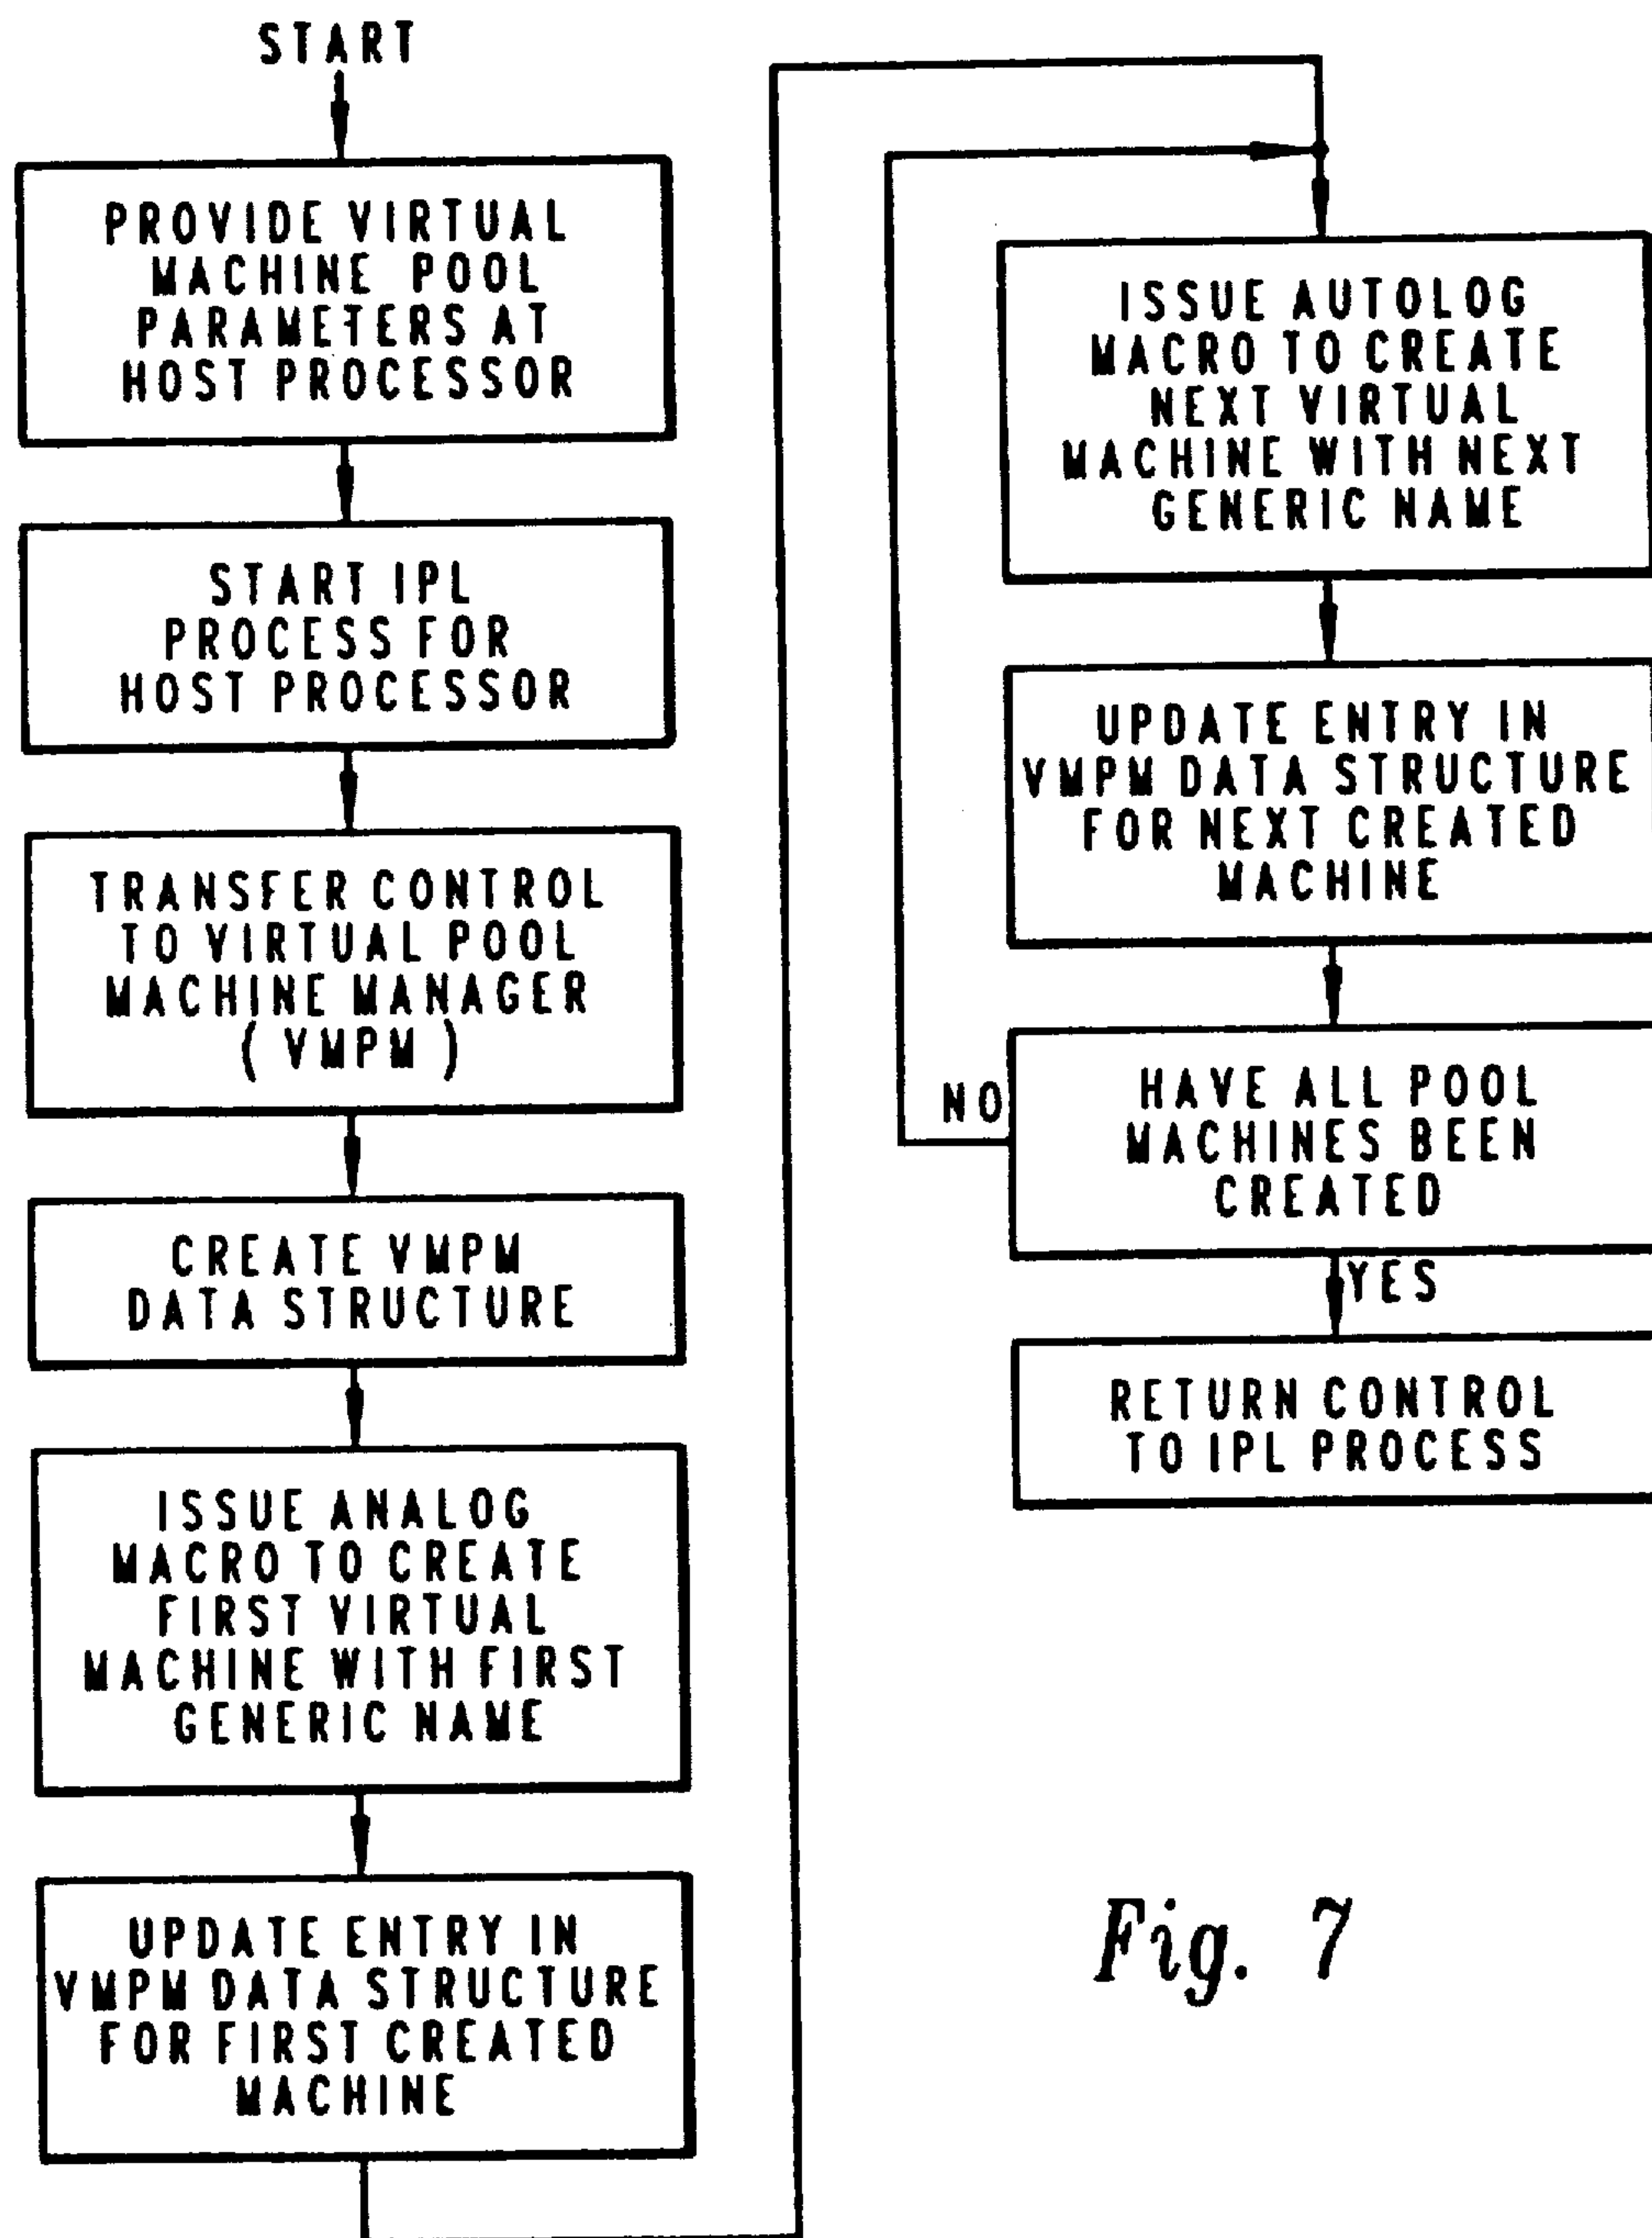 START
PROVIDE VIRTUAL
MACHINE POOL
PARAMETERS AT
HOST PROCESSOR
START IPL
PROCESS FOR
HOST PROCESSOR
TRANSFER CONTROL
TO VIRTUAL POOL
MACHINE MANAGER
( VMPM )
CREATE VMPM
DATA STRUCTURE
ISSUE ANALOG
MACRO TO CREATE
FIRST VIRTUAL
MACHINE WITH FIRST
GENERIC NAME
UPDATE ENTRY IN
VMPM DATA STRUCTURE
FOR FIRST CREATED
MACHINE
ISSUE AUTOLOG
MACRO TO CREATE
NEXT VIRTUAL
MACHINE WITH NEXT
GENERIC NAME
UPDATE ENTRY IN
VMPM DATA STRUCTURE
FOR NEXT CREATED
MACHINE
NO
HAVE ALL POOL
MACHINES BEEN
CREATED
YES
RETURN CONTROL
TO IPL PROCESS
Fig. 7